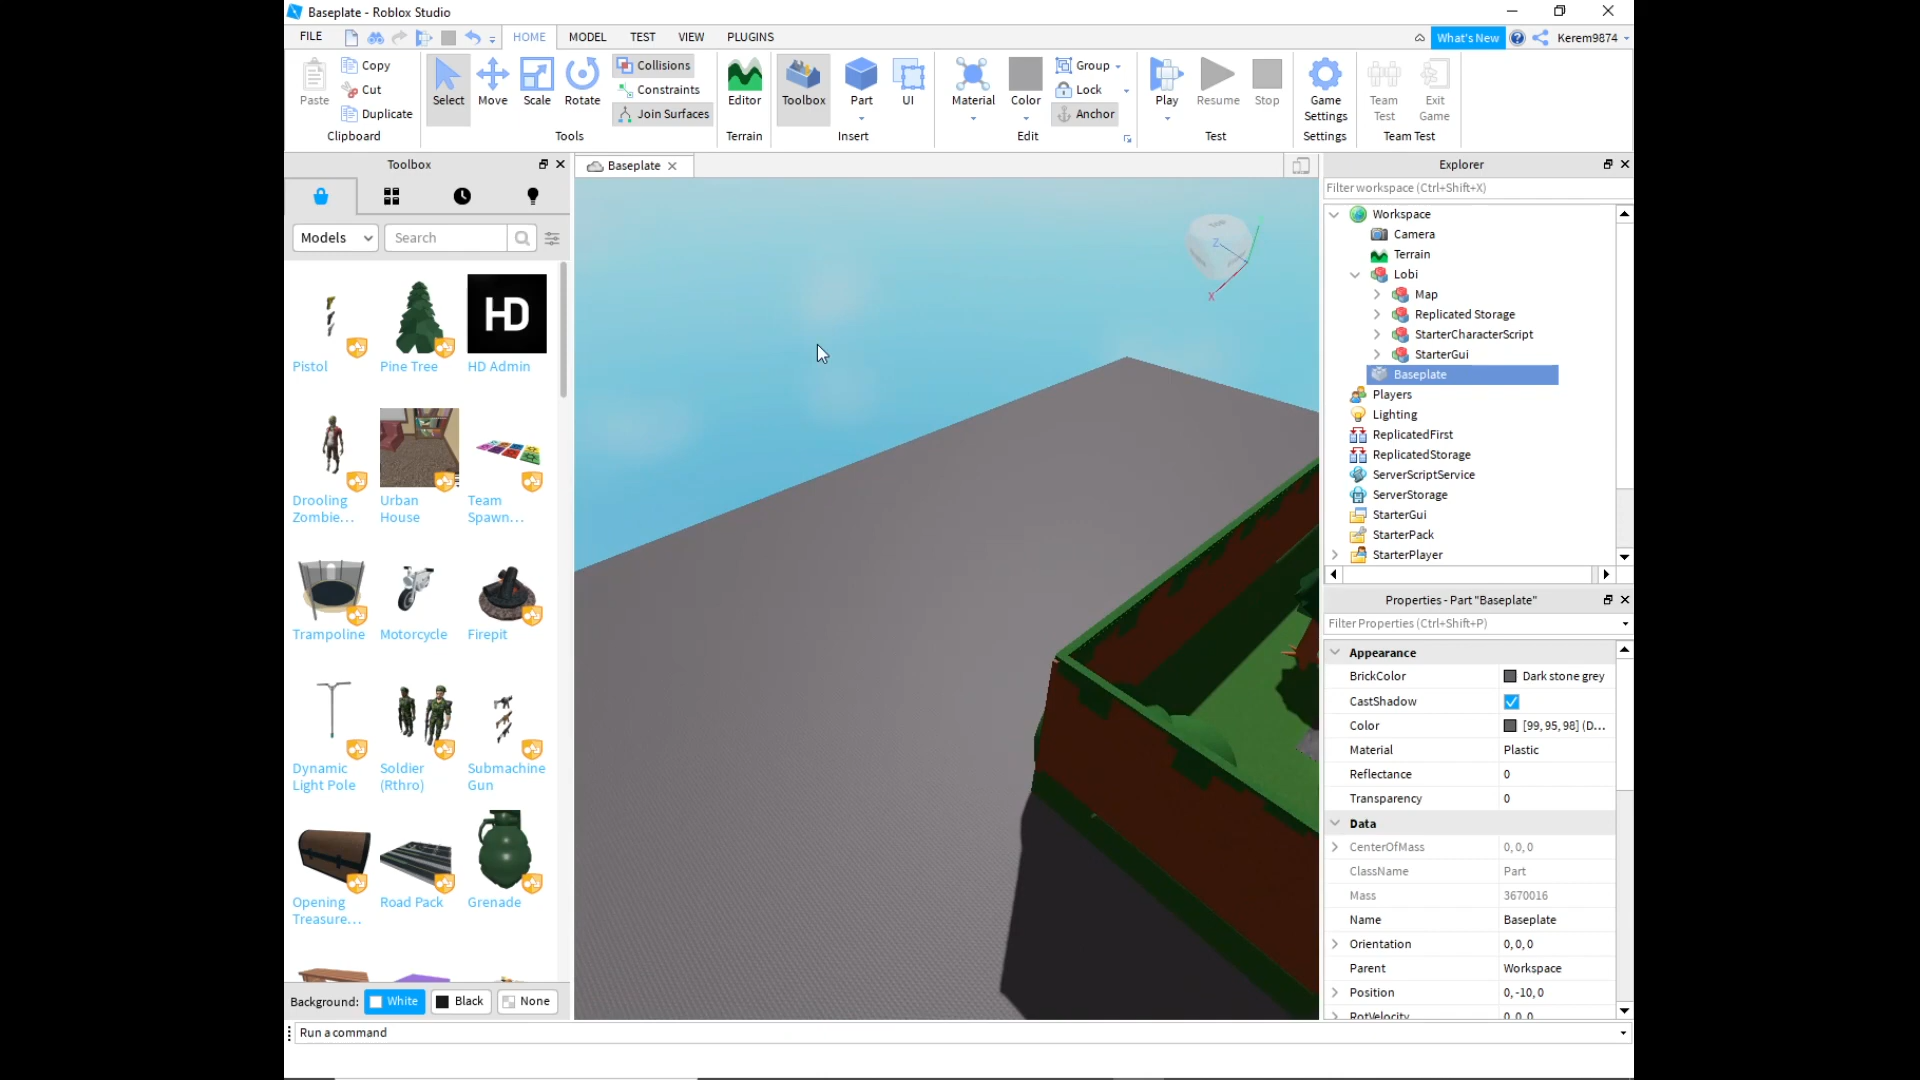 Baseplate - Roblox Studio
FILE HOME MODEL TEST VIEW PLUGINS What's New Kerem9874
Paste Copy Cut Duplicate
Select Move Scale Rotate
Collisions
Constraints
Join Surfaces
Editor Toolbox Part UI
Material Color Group Lock Anchor
Play Resume Stop
Game Settings
Team Test
Exit Game
Clipboard Tools Terrain Insert Edit Test Settings Team Test
Toolbox
Baseplate
Models Search
Pistol Pine Tree HD HD Admin
Drooling Zombie... Urban House Team Spawn...
Trampoline Motorcycle Firepit
Dynamic Light Pole Soldier (Rthro) Submachine Gun
Opening Treasure... Road Pack Grenade
Background: White Black None
Z
X
Explorer
Filter workspace (Ctrl+Shift+X)
Workspace
Camera
Terrain
Lobi
Map
Replicated Storage
StarterCharacterScript
StarterGui
Baseplate
Players
Lighting
ReplicatedFirst
ReplicatedStorage
ServerScriptService
ServerStorage
StarterGui
StarterPack
StarterPlayer
Properties - Part "Baseplate"
Filter Properties (Ctrl+Shift+P)
Appearance
BrickColor Dark stone grey
CastShadow
Color [99, 95, 98] (D...
Material Plastic
Reflectance 0
Transparency 0
Data
CenterOfMass 0, 0, 0
ClassName Part
Mass 3670016
Name Baseplate
Orientation 0, 0, 0
Parent Workspace
Position 0, -10, 0
RotVelocity 0, 0, 0
Run a command